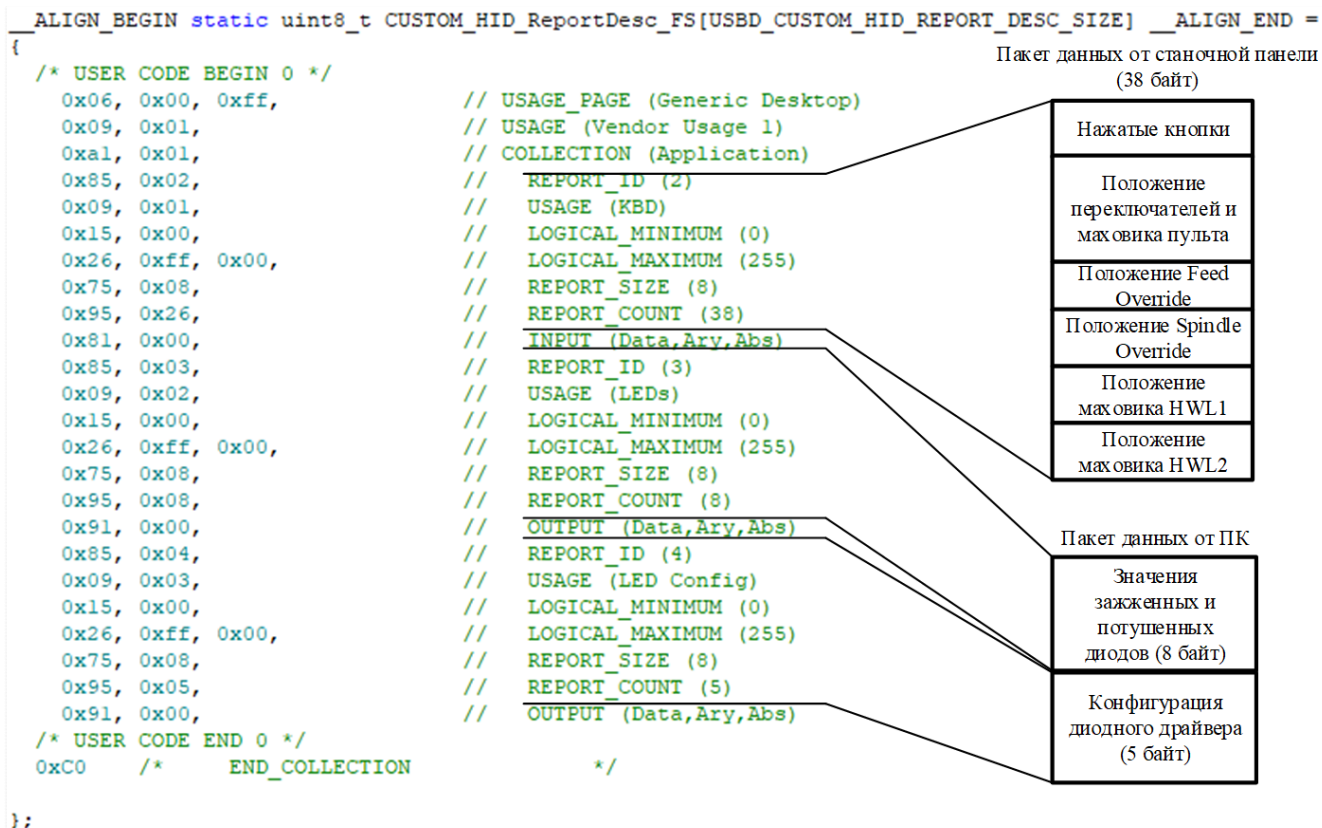 __ALIGN_BEGIN static uint8_t CUSTOM_HID_ReportDesc_FS[USBD_CUSTOM_HID_REPORT_DESC_SIZE] __ALIGN_END =
{
/* USER CODE BEGIN 0 */
0x06, 0x00, 0xff, // USAGE_PAGE (Generic Desktop)
0x09, 0x01, // USAGE (Vendor Usage 1)
0xa1, 0x01, // COLLECTION (Application)
0x85, 0x02, // REPORT_ID (2)
0x09, 0x01, // USAGE (KBD)
0x15, 0x00, // LOGICAL_MINIMUM (0)
0x26, 0xff, 0x00, // LOGICAL_MAXIMUM (255)
0x75, 0x08, // REPORT_SIZE (8)
0x95, 0x26, // REPORT_COUNT (38)
0x81, 0x00, // INPUT (Data,Ary,Abs)
0x85, 0x03, // REPORT_ID (3)
0x09, 0x02, // USAGE (LEDs)
0x15, 0x00, // LOGICAL_MINIMUM (0)
0x26, 0xff, 0x00, // LOGICAL_MAXIMUM (255)
0x75, 0x08, // REPORT_SIZE (8)
0x95, 0x08, // REPORT_COUNT (8)
0x91, 0x00, // OUTPUT (Data,Ary,Abs)
0x85, 0x04, // REPORT_ID (4)
0x09, 0x03, // USAGE (LED Config)
0x15, 0x00, // LOGICAL_MINIMUM (0)
0x26, 0xff, 0x00, // LOGICAL_MAXIMUM (255)
0x75, 0x08, // REPORT_SIZE (8)
0x95, 0x05, // REPORT_COUNT (5)
0x91, 0x00, // OUTPUT (Data,Ary,Abs)
/* USER CODE END 0 */
0xC0 /* END_COLLECTION */
};
Пакет данных от станочной панели
(38 байт)
Нажатые кнопки
Положение
переключателей и
маховика пульта
Положение Feed
Override
Положение Spindle
Override
Положение
маховика HWL1
Положение
маховика HWL2
Пакет данных от ПК
Значения
зажженных и
потушенных
диодов (8 байт)
Конфигурация
диодного драйвера
(5 байт)